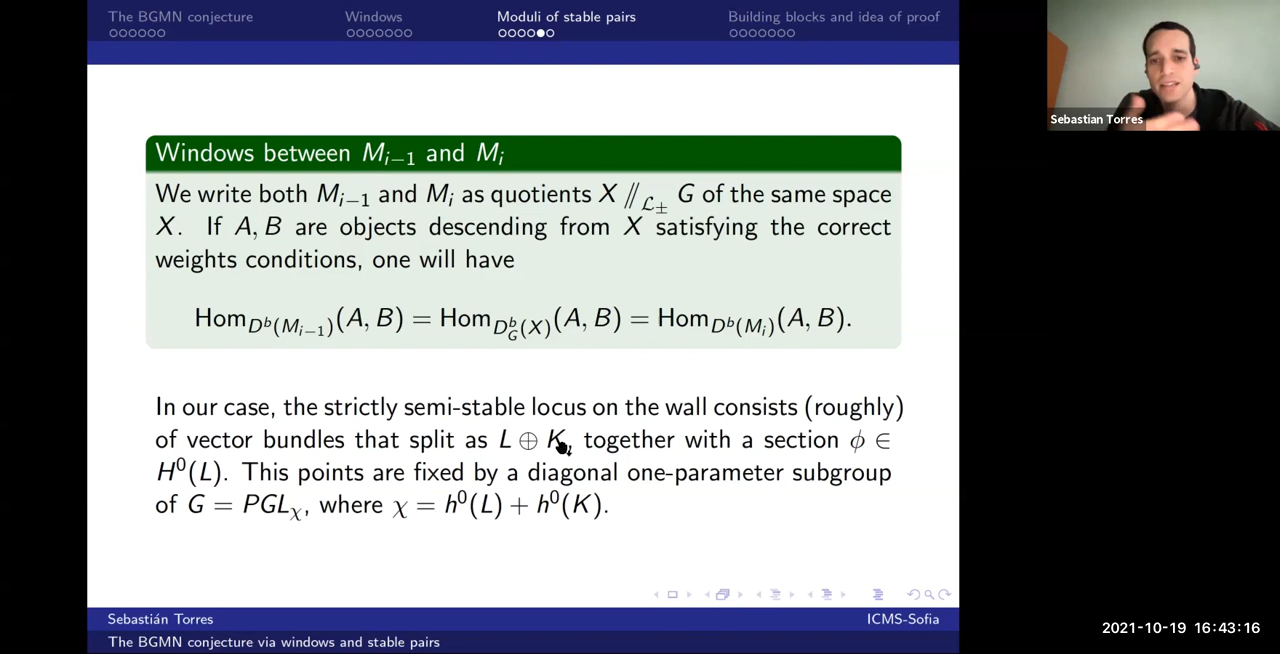 The BGMN conjecture Windows Moduli of stable pairs Building blocks and idea of proof
Sebastian Torres
Windows between M_{i−1} and M_i
We write both M_{i−1} and M_i as quotients X //_{ℒ±} G of the same space
X. If A, B are objects descending from X satisfying the correct
weights conditions, one will have
Hom_{D^b(M_{i−1})}(A, B) = Hom_{D^b_G(X)}(A, B) = Hom_{D^b(M_i)}(A, B).
In our case, the strictly semi-stable locus on the wall consists (roughly)
of vector bundles that split as L ⊕ K, together with a section ϕ ∈
H^0(L). This points are fixed by a diagonal one-parameter subgroup
of G = PGL_χ, where χ = h^0(L) + h^0(K).
Sebastián Torres ICMS-Sofia
The BGMN conjecture via windows and stable pairs
2021-10-19 16:43:16